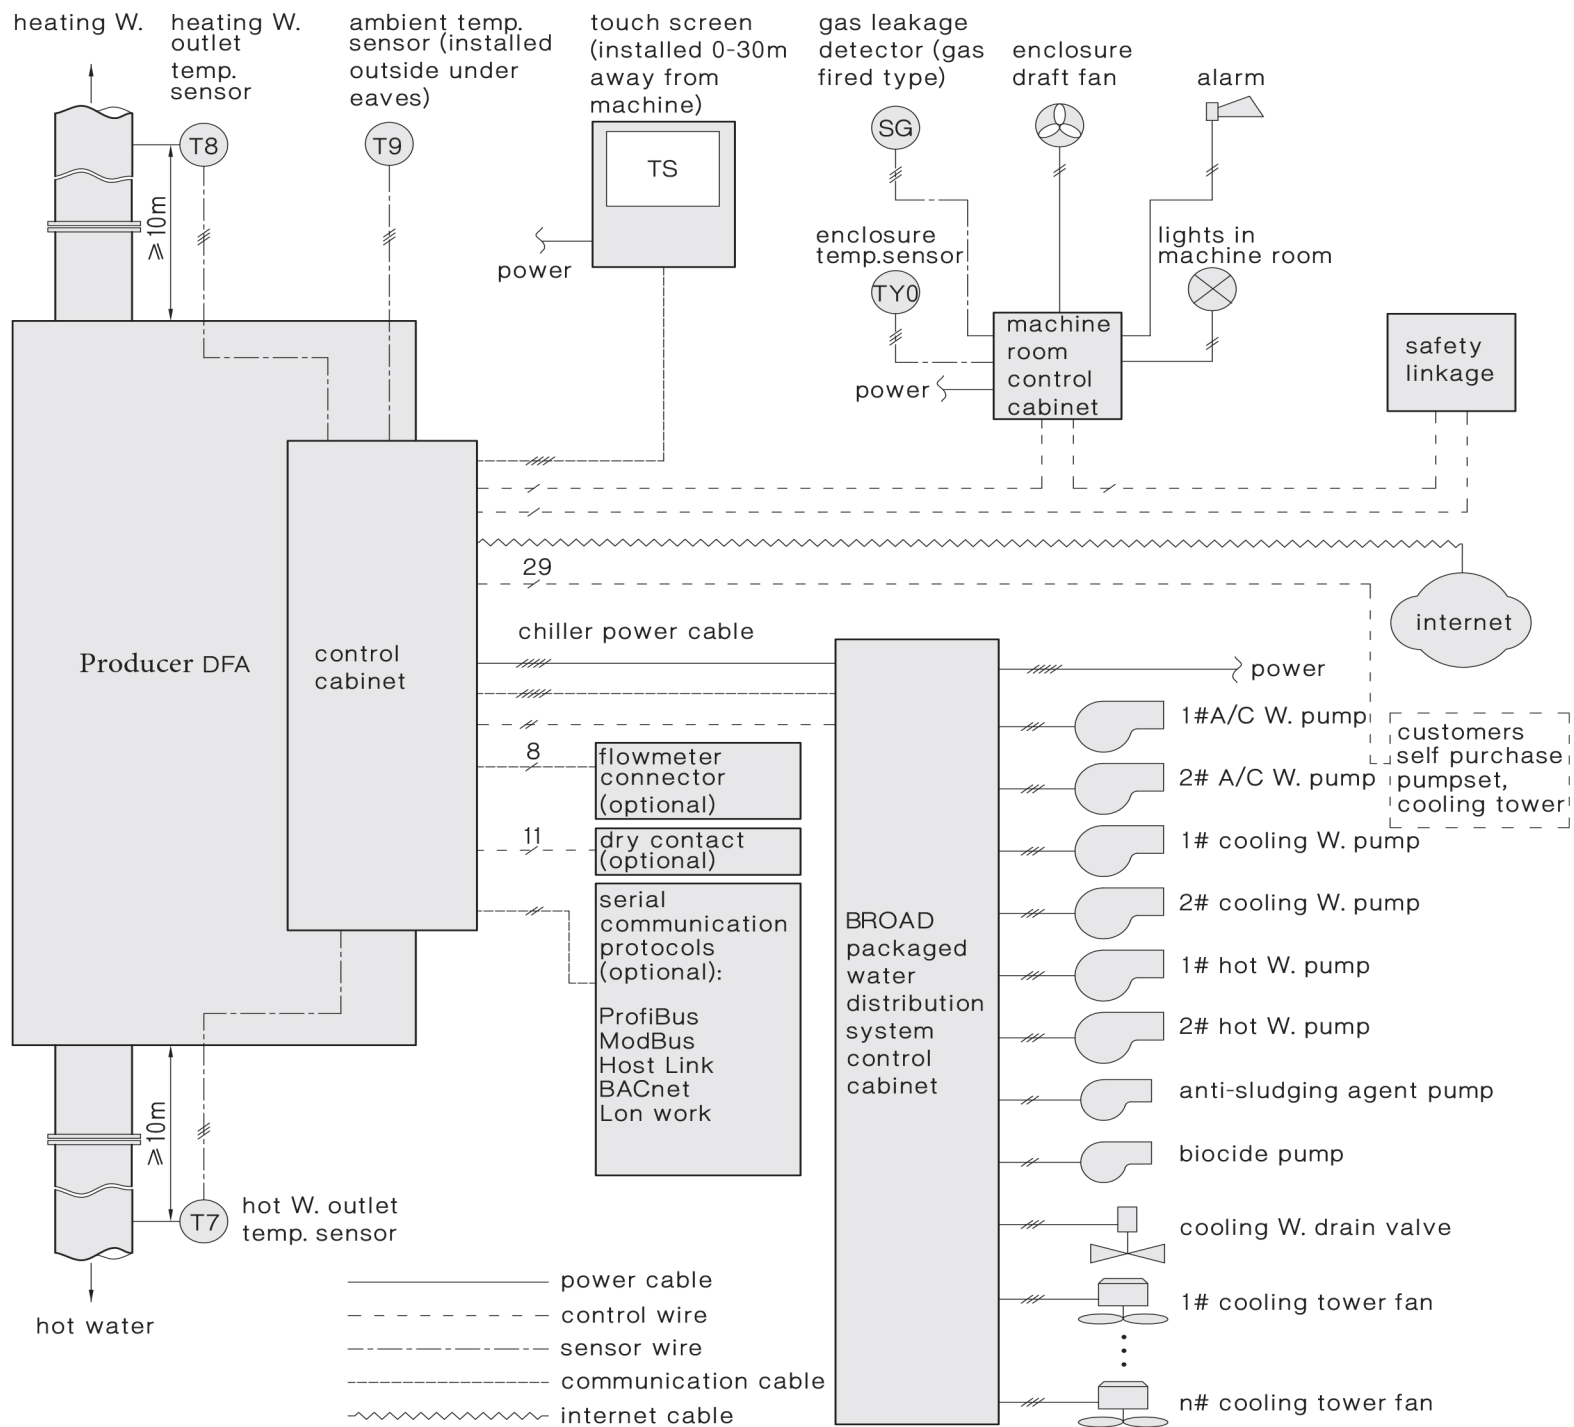 heating W.
heating W.
outlet
temp.
sensor
ambient temp.
sensor (installed
outside under
eaves)
touch screen
(installed 0-30m
away from
machine)
gas leakage
detector (gas
fired type)
enclosure
draft fan
alarm
T8
T9
TS
SG
≥10m
power
enclosure
temp.sensor
TY0
lights in
machine room
machine
room
control
cabinet
power
safety
linkage
29
internet
chiller power cable
Producer DFA
control
cabinet
power
1#A/C W. pump
customers
self purchase
pumpset,
cooling tower
8
flowmeter
connector
(optional)
2# A/C W. pump
11
dry contact
(optional)
1# cooling W. pump
serial
communication
protocols
(optional):
ProfiBus
ModBus
Host Link
BACnet
Lon work
BROAD
packaged
water
distribution
system
control
cabinet
2# cooling W. pump
1# hot W. pump
2# hot W. pump
anti-sludging agent pump
biocide pump
≥10m
T7
hot W. outlet
temp. sensor
cooling W. drain valve
hot water
power cable
control wire
sensor wire
communication cable
internet cable
1# cooling tower fan
n# cooling tower fan